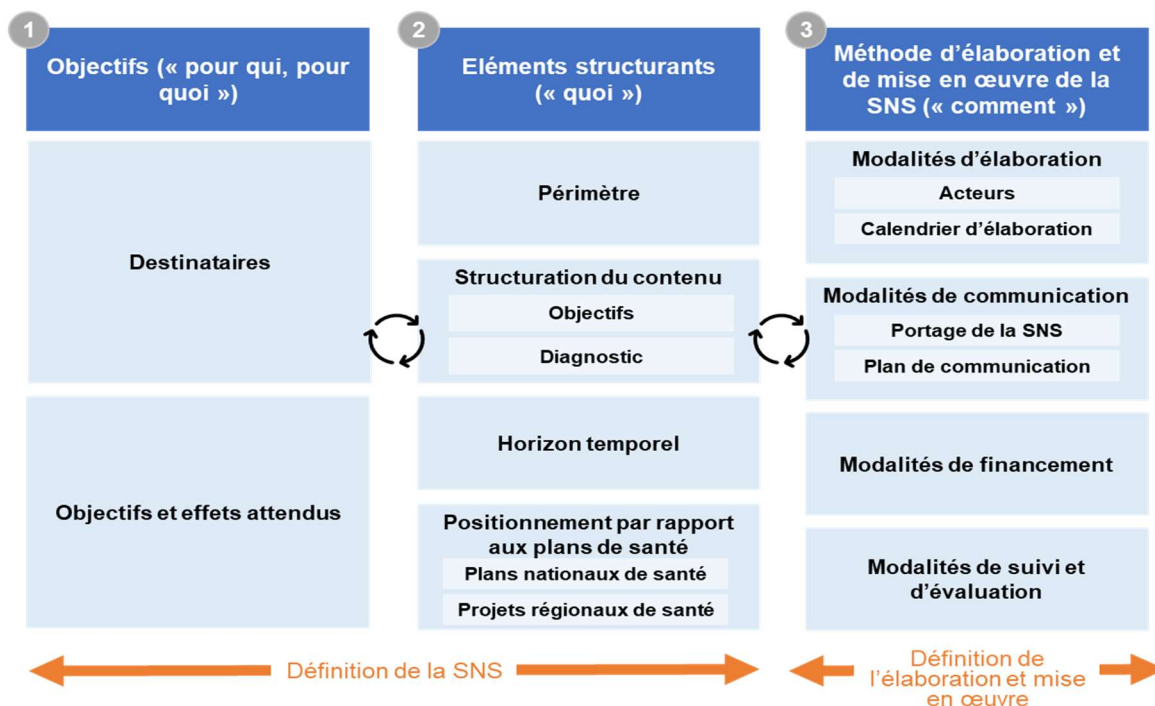 1
Objectifs (« pour qui, pour
quoi »)
Destinataires
Objectifs et effets attendus
2
Eléments structurants
(« quoi »)
Périmètre
Structuration du contenu
Objectifs
Diagnostic
Horizon temporel
Positionnement par rapport
aux plans de santé
Plans nationaux de santé
Projets régionaux de santé
3
Méthode d’élaboration et
de mise en œuvre de la
SNS (« comment »)
Modalités d’élaboration
Acteurs
Calendrier d’élaboration
Modalités de communication
Portage de la SNS
Plan de communication
Modalités de financement
Modalités de suivi et
d’évaluation
Définition de la SNS
Définition de
l’élaboration et mise
en œuvre